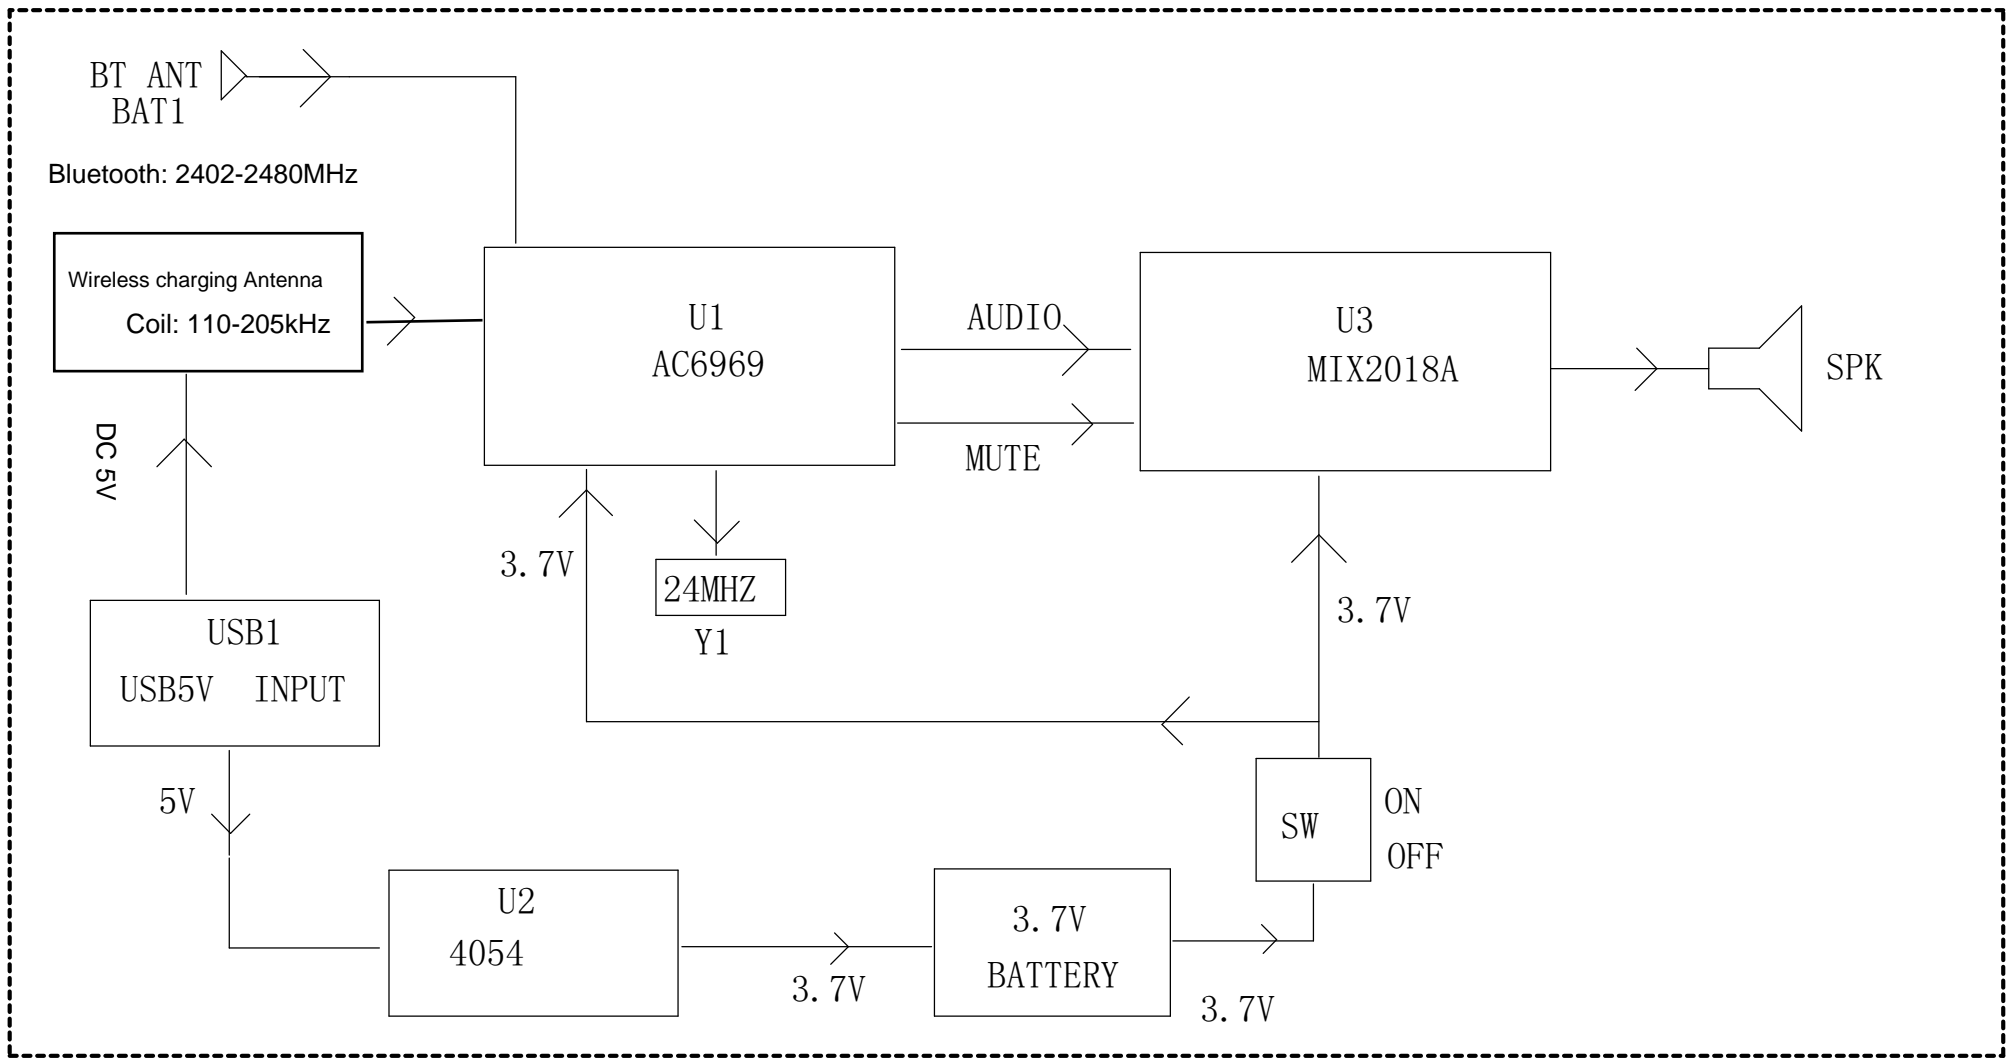 BT ANT
BAT1
Bluetooth: 2402-2480MHz
Wireless charging Antenna
Coil: 110-205kHz
U1
AC6969
AUDIO
MUTE
U3
MIX2018A
SPK
DC 5V
3.7V
24MHZ
Y1
3.7V
USB1
USB5V INPUT
5V
SW
ON
OFF
U2
4054
3.7V
3.7V
BATTERY
3.7V